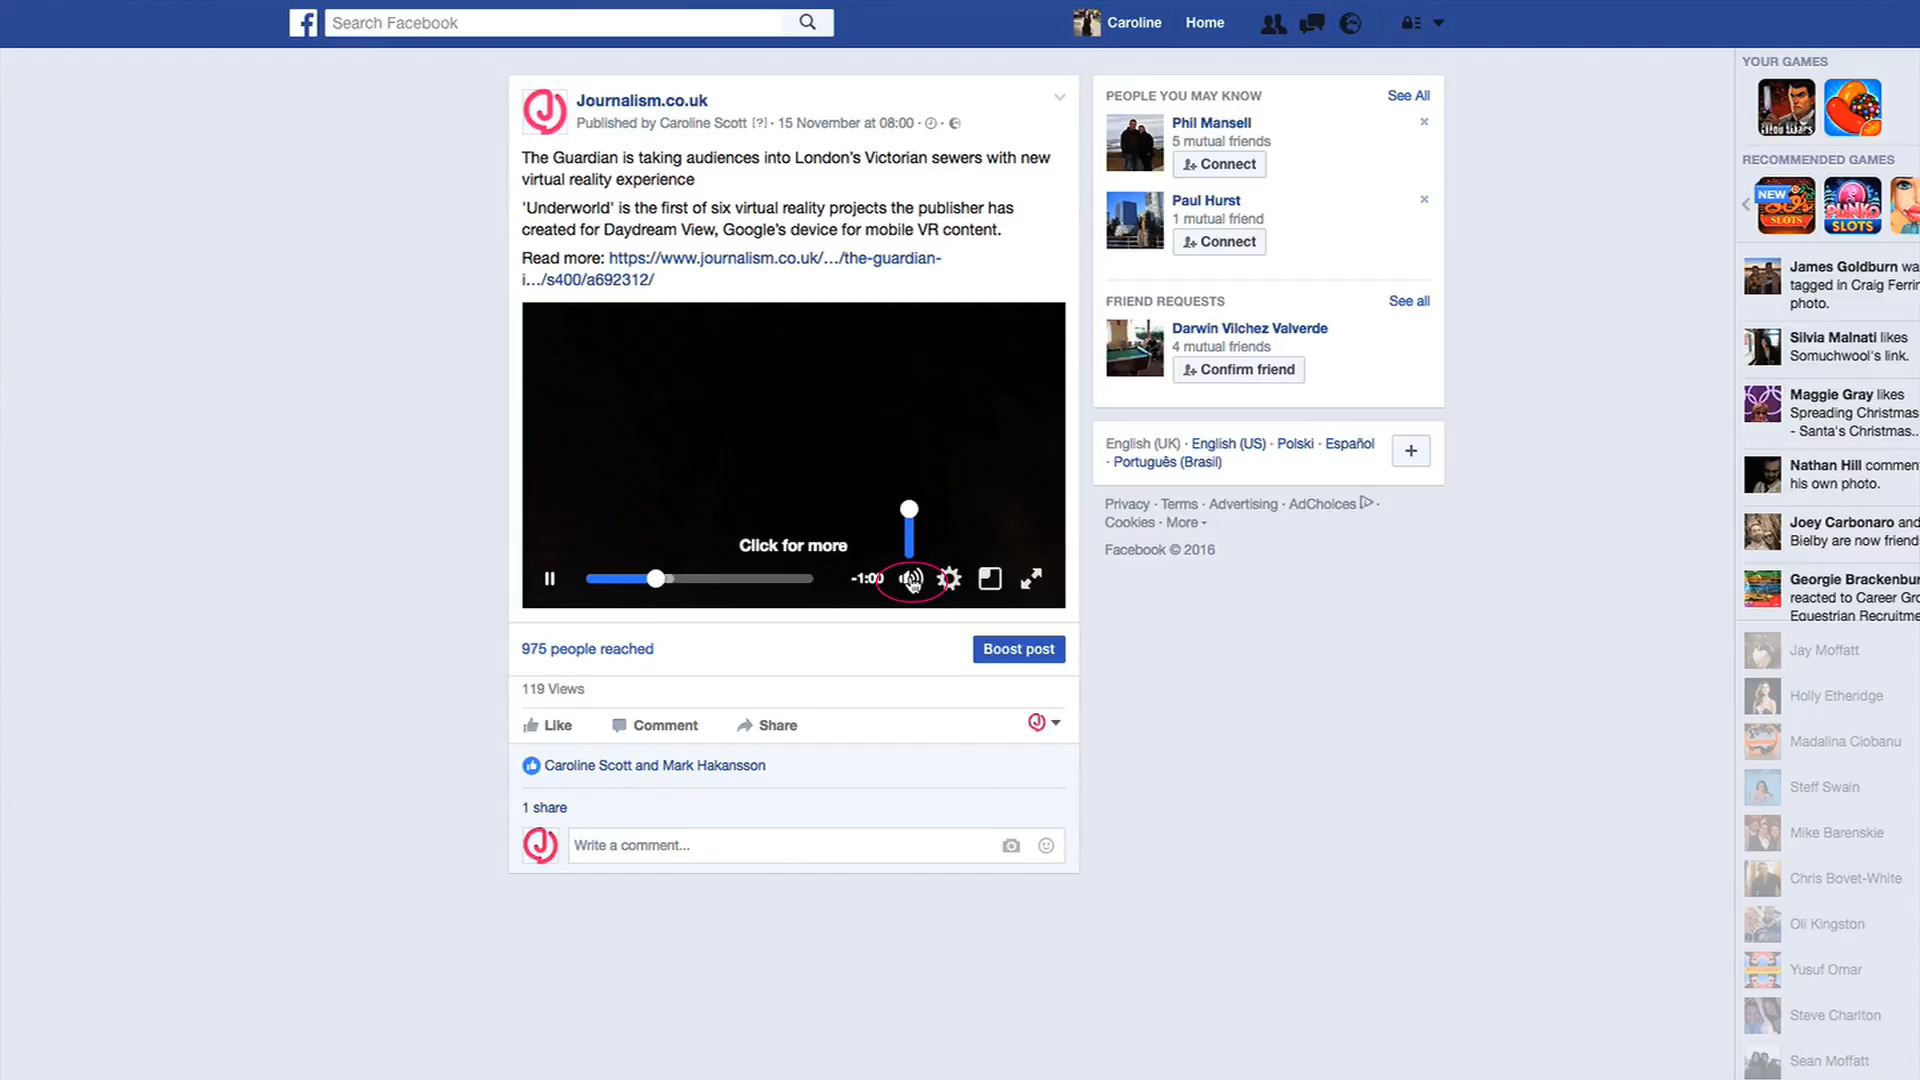 Search Facebook
Caroline
Home
Journalism.co.uk
Published by Caroline Scott [?] · 15 November at 08:00 ·
The Guardian is taking audiences into London's Victorian sewers with new
virtual reality experience
'Underworld' is the first of six virtual reality projects the publisher has
created for Daydream View, Google's device for mobile VR content.
Read more: https://www.journalism.co.uk/.../the-guardian-
i.../s400/a692312/
Click for more
-1:00
975 people reached
Boost post
119 Views
Like
Comment
Share
Caroline Scott and Mark Hakansson
1 share
Write a comment...
PEOPLE YOU MAY KNOW
See All
Phil Mansell
5 mutual friends
Connect
Paul Hurst
1 mutual friend
Connect
FRIEND REQUESTS
See all
Darwin Vilchez Valverde
4 mutual friends
Confirm friend
English (UK) · English (US) · Polski · Español
· Português (Brasil)
+
Privacy · Terms · Advertising · AdChoices ·
Cookies · More
Facebook © 2016
YOUR GAMES
RECOMMENDED GAMES
NEW
SLOTS
PLINKO
SLOTS
James Goldburn wa
tagged in Craig Ferri
photo.
Silvia Malnati likes
Somuchwool's link.
Maggie Gray likes
Spreading Christmas
- Santa's Christmas..
Nathan Hill commen
his own photo.
Joey Carbonaro and
Bielby are now friend
Georgie Brackenbur
reacted to Career Gro
Equestrian Recruitme
Jay Moffatt
Holly Etheridge
Madalina Ciobanu
Steff Swain
Mike Barenskie
Chris Bovet-White
Oli Kingston
Yusuf Omar
Steve Charlton
Sean Moffatt